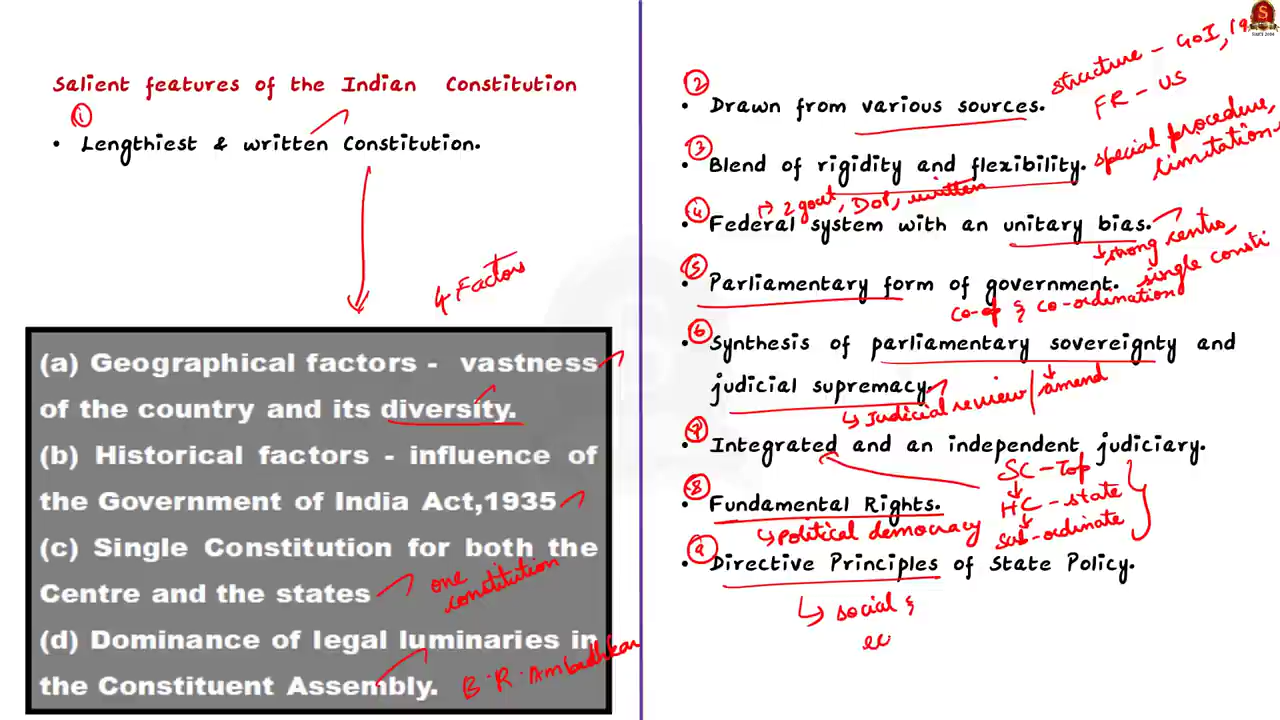 Salient features of the Indian Constitution
1
• Lengthiest & written Constitution.
4 Factors
(a) Geographical factors - vastness
of the country and its diversity.
(b) Historical factors - influence of
the Government of India Act,1935
(c) Single Constitution for both the
Centre and the states
one
constitution
(d) Dominance of legal luminaries in
the Constituent Assembly.
B.R.Ambedhkar
2
• Drawn from various sources.
structure - GoI, 19
FR - US
3
• Blend of rigidity and flexibility.
special procedure,
limitation
2 govt, DoP, written
4
• Federal system with an unitary bias.
strong centre,
single consti
5
• Parliamentary form of government.
co-op & co-ordination
6
• Synthesis of parliamentary sovereignty and
judicial supremacy.
amend
Judicial review
7
• Integrated and an independent judiciary.
SC - Top
HC - state
sub-ordinate
8
• Fundamental Rights.
political democracy
9
• Directive Principles of State Policy.
social &
ec